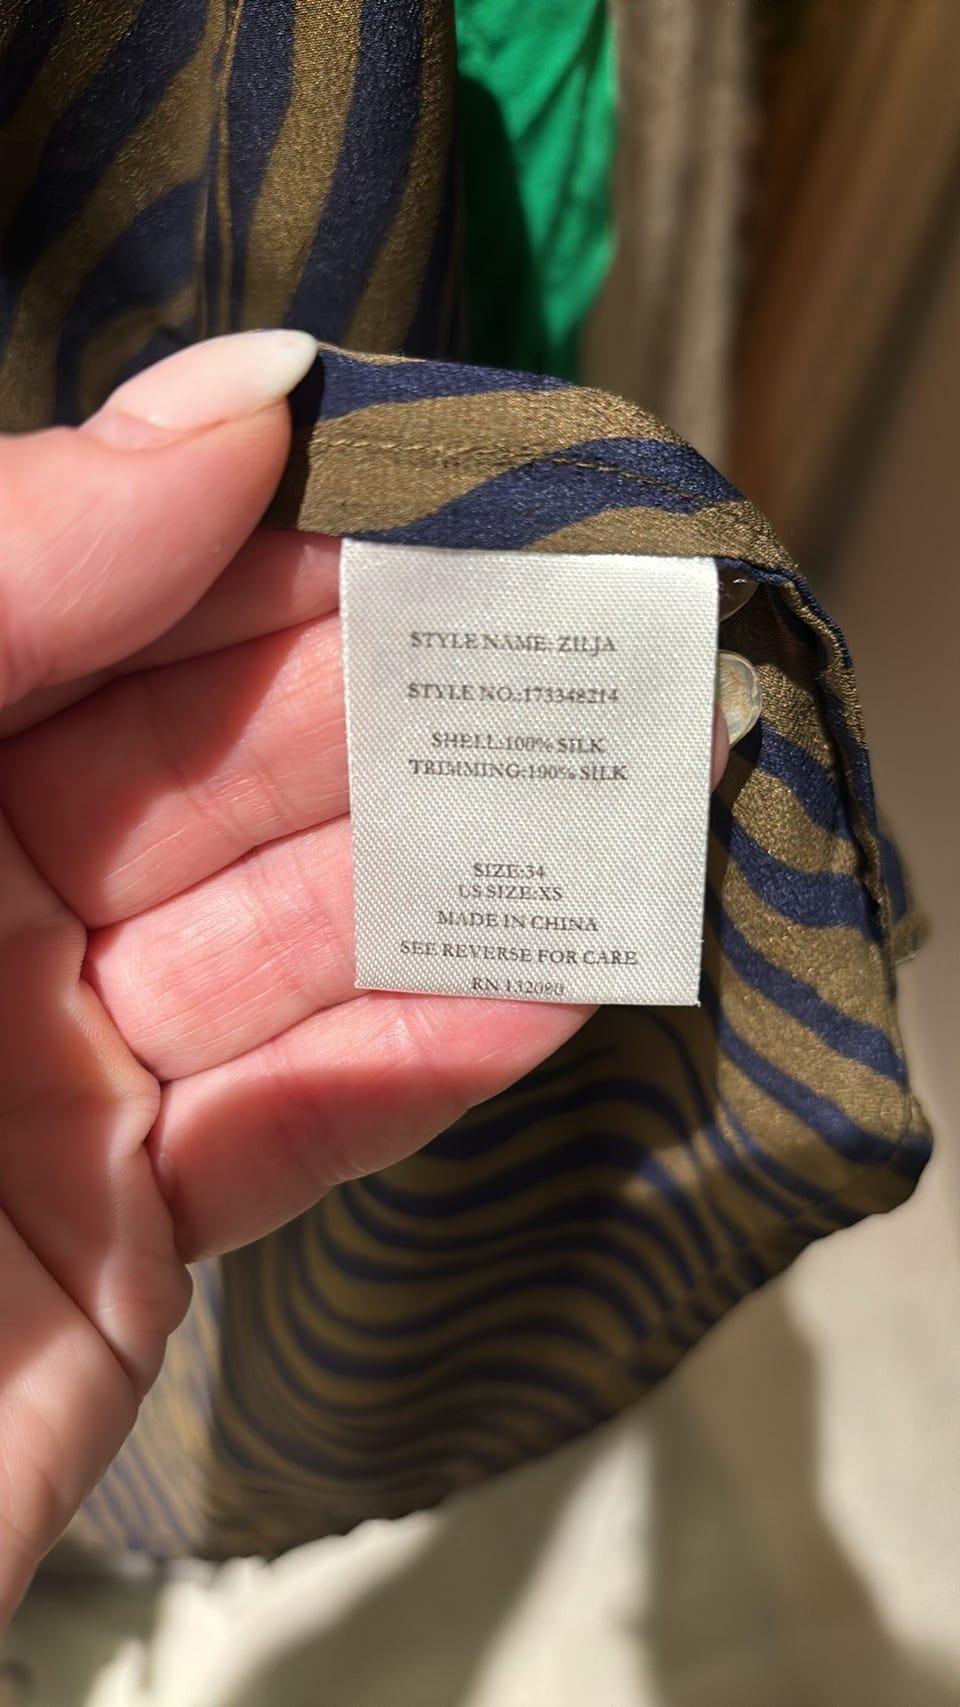 STYLE NAME: ZILJA
STYLE NO.:173348214
SHELL:100% SILK
TRIMMING:100% SILK
SIZE:34
US SIZE:XS
MADE IN CHINA
SEE REVERSE FOR CARE
RN 132080